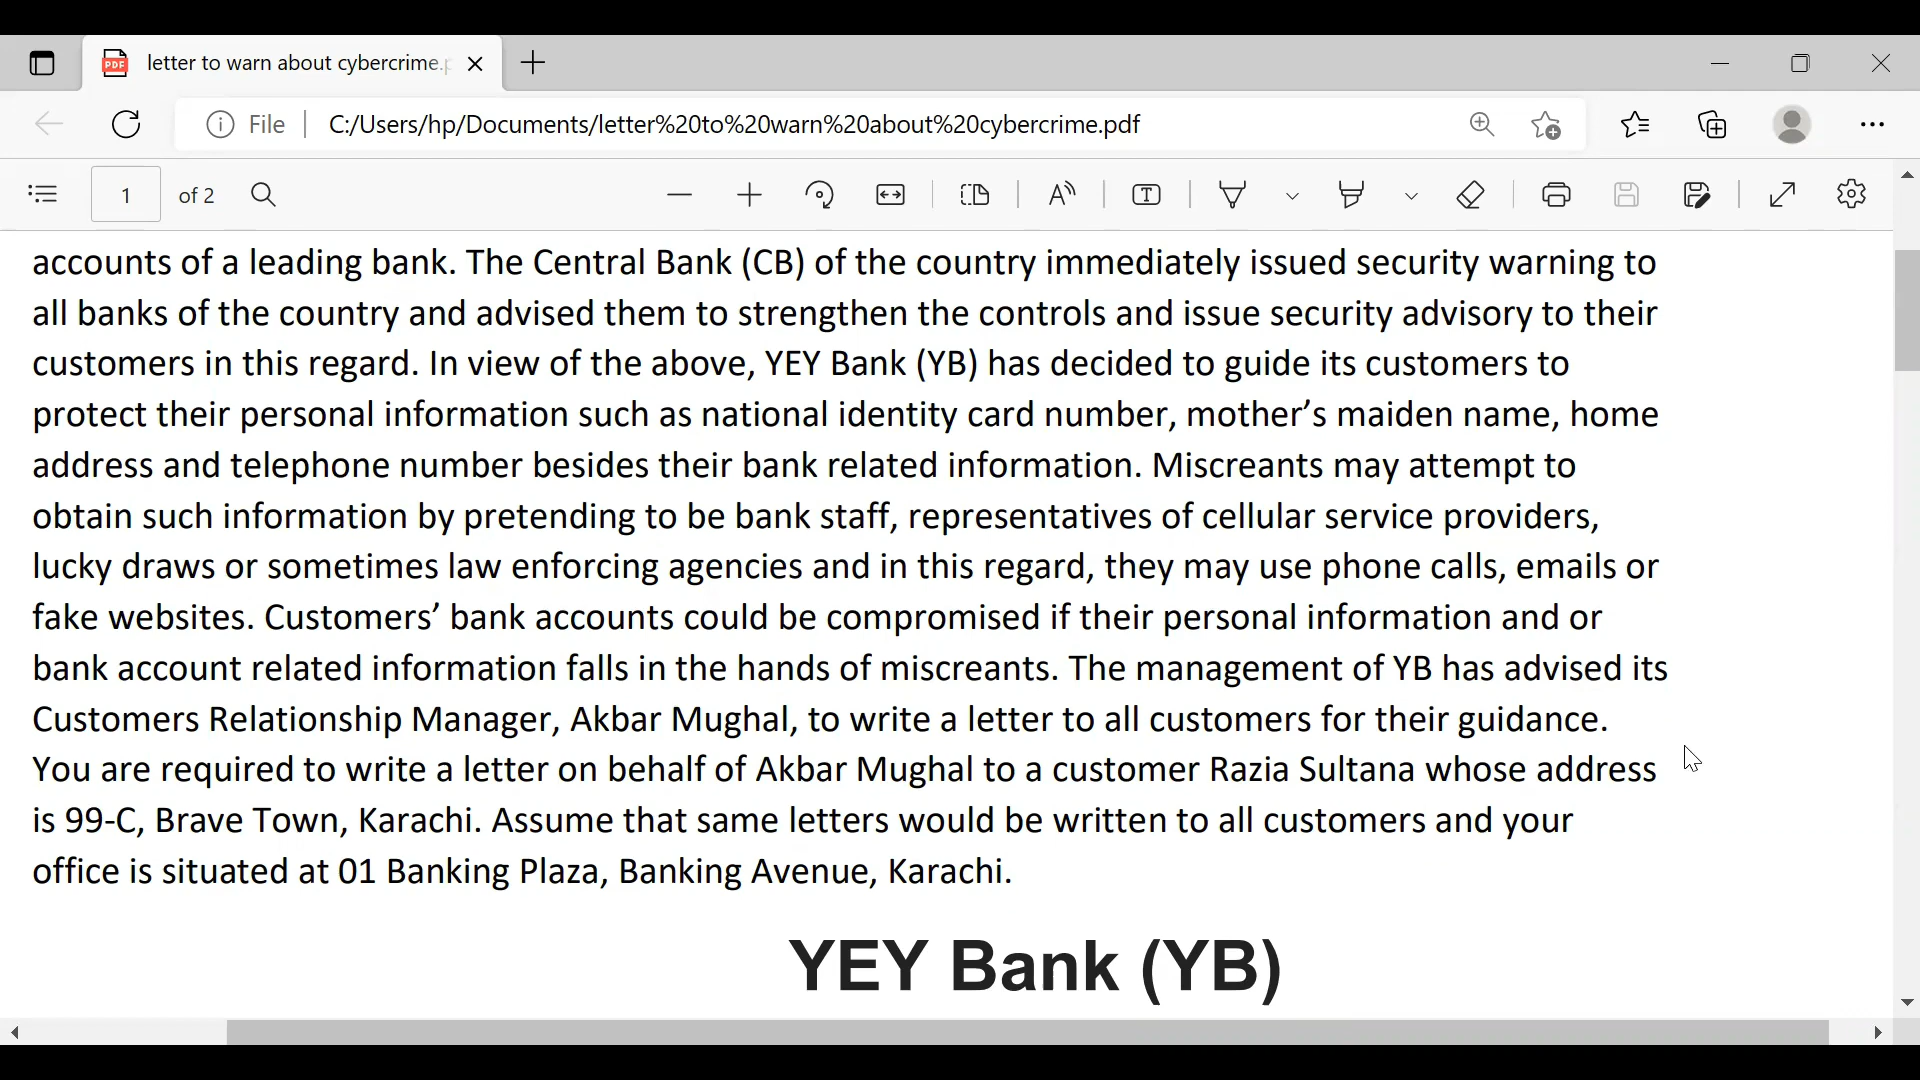 letter to warn about cybercrime.p
File
C:/Users/hp/Documents/letter%20to%20warn%20about%20cybercrime.pdf
1 of 2
accounts of a leading bank. The Central Bank (CB) of the country immediately issued security warning to
all banks of the country and advised them to strengthen the controls and issue security advisory to their
customers in this regard. In view of the above, YEY Bank (YB) has decided to guide its customers to
protect their personal information such as national identity card number, mother’s maiden name, home
address and telephone number besides their bank related information. Miscreants may attempt to
obtain such information by pretending to be bank staff, representatives of cellular service providers,
lucky draws or sometimes law enforcing agencies and in this regard, they may use phone calls, emails or
fake websites. Customers’ bank accounts could be compromised if their personal information and or
bank account related information falls in the hands of miscreants. The management of YB has advised its
Customers Relationship Manager, Akbar Mughal, to write a letter to all customers for their guidance.
You are required to write a letter on behalf of Akbar Mughal to a customer Razia Sultana whose address
is 99-C, Brave Town, Karachi. Assume that same letters would be written to all customers and your
office is situated at 01 Banking Plaza, Banking Avenue, Karachi.
YEY Bank (YB)